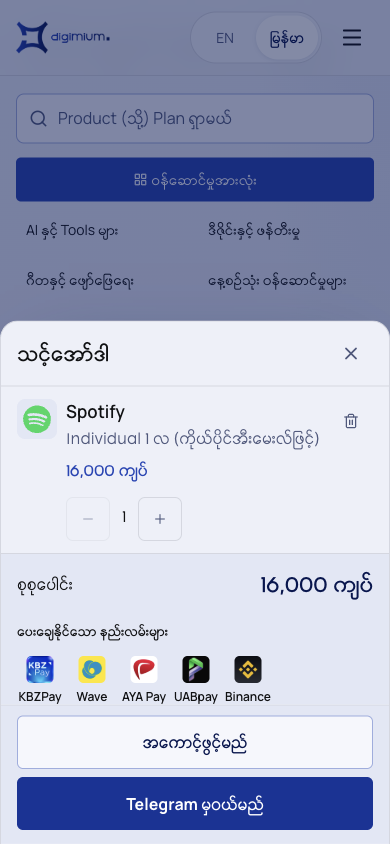 digimium.
EN
မြန်မာ
Product (သို့) Plan ရှာမယ်
ဝန်ဆောင်မှုအားလုံး
AI နှင့် Tools များ
ဒီဇိုင်းနှင့် ဖန်တီးမှု
ဂီတနှင့် ဖျော်ဖြေရေး
နေ့စဉ်သုံး ဝန်ဆောင်မှုများ
သင့်အော်ဒါ
Spotify
Individual 1 လ (ကိုယ်ပိုင်အီးမေးလ်ဖြင့်)
16,000 ကျပ်
1
စုစုပေါင်း
16,000 ကျပ်
ပေးချေနိုင်သော နည်းလမ်းများ
KBZ Pay
KBZPay
Wave
AYA Pay
UABpay
Binance
အကောင့်ဖွင့်မည်
Telegram မှဝယ်မည်